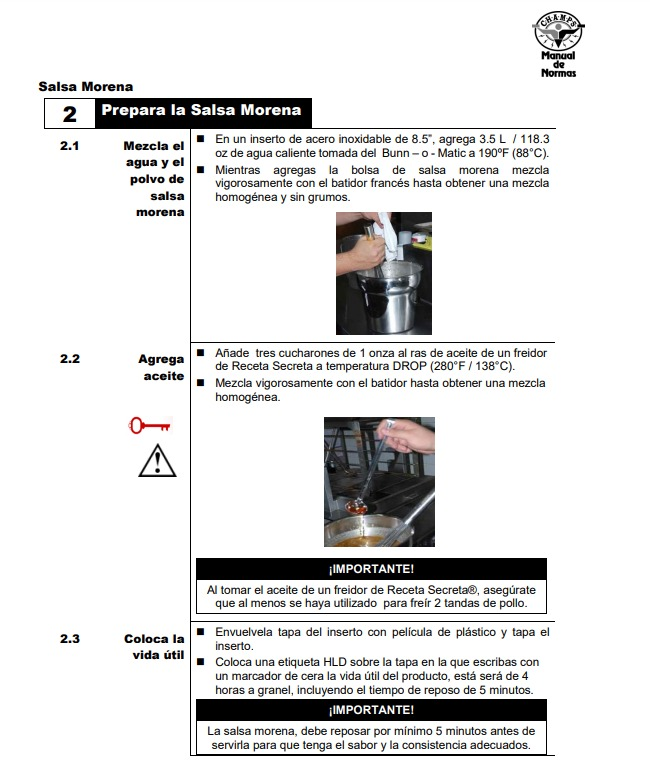 CHAMPS
Manual
de
Normas
Salsa Morena
2 Prepara la Salsa Morena
2.1 Mezcla el
agua y el
polvo de
salsa
morena
■ En un inserto de acero inoxidable de 8.5”, agrega 3.5 L / 118.3
oz de agua caliente tomada del Bunn – o - Matic a 190ºF (88°C).
■ Mientras agregas la bolsa de salsa morena mezcla
vigorosamente con el batidor francés hasta obtener una mezcla
homogénea y sin grumos.
2.2 Agrega
aceite
■ Añade tres cucharones de 1 onza al ras de aceite de un freidor
de Receta Secreta a temperatura DROP (280°F / 138°C).
■ Mezcla vigorosamente con el batidor hasta obtener una mezcla
homogénea.
¡IMPORTANTE!
Al tomar el aceite de un freidor de Receta Secreta®, asegúrate
que al menos se haya utilizado para freír 2 tandas de pollo.
2.3 Coloca la
vida útil
■ Envuelvela tapa del inserto con película de plástico y tapa el
inserto.
■ Coloca una etiqueta HLD sobre la tapa en la que escribas con
un marcador de cera la vida útil del producto, está será de 4
horas a granel, incluyendo el tiempo de reposo de 5 minutos.
¡IMPORTANTE!
La salsa morena, debe reposar por mínimo 5 minutos antes de
servirla para que tenga el sabor y la consistencia adecuados.